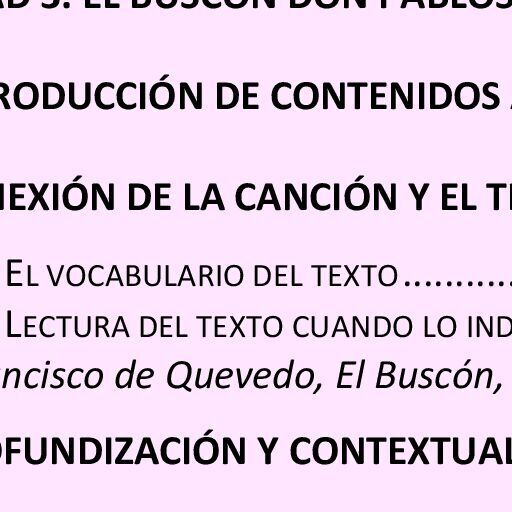 AD 3: EL BUSCÓN DON PABLOS
RODUCCIÓN DE CONTENIDOS
NEXIÓN DE LA CANCIÓN Y EL T
EL VOCABULARIO DEL TEXTO...........
LECTURA DEL TEXTO CUANDO LO IND
ncisco de Quevedo, El Buscón,
OFUNDIZACIÓN Y CONTEXTUAL